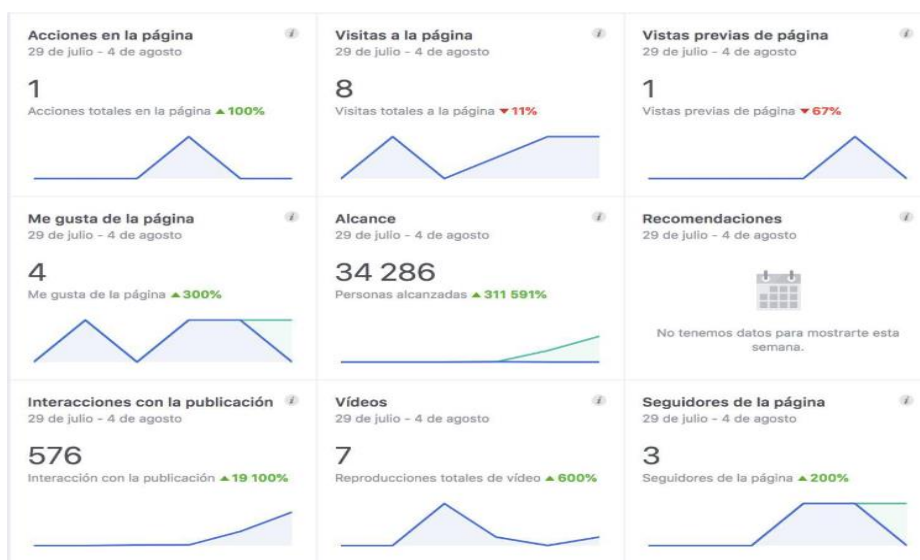 Acciones en la página
29 de julio - 4 de agosto
1
Acciones totales en la página ▲100%
Visitas a la página
29 de julio - 4 de agosto
8
Visitas totales a la página ▼11%
Vistas previas de página
29 de julio - 4 de agosto
1
Vistas previas de página ▼67%
Me gusta de la página
29 de julio - 4 de agosto
4
Me gusta de la página ▲300%
Alcance
29 de julio - 4 de agosto
34 286
Personas alcanzadas ▲311 591%
Recomendaciones
29 de julio - 4 de agosto
No tenemos datos para mostrarte esta
semana.
Interacciones con la publicación
29 de julio - 4 de agosto
576
Interacción con la publicación ▲19 100%
Vídeos
29 de julio - 4 de agosto
7
Reproducciones totales de vídeo ▲600%
Seguidores de la página
29 de julio - 4 de agosto
3
Seguidores de la página ▲200%